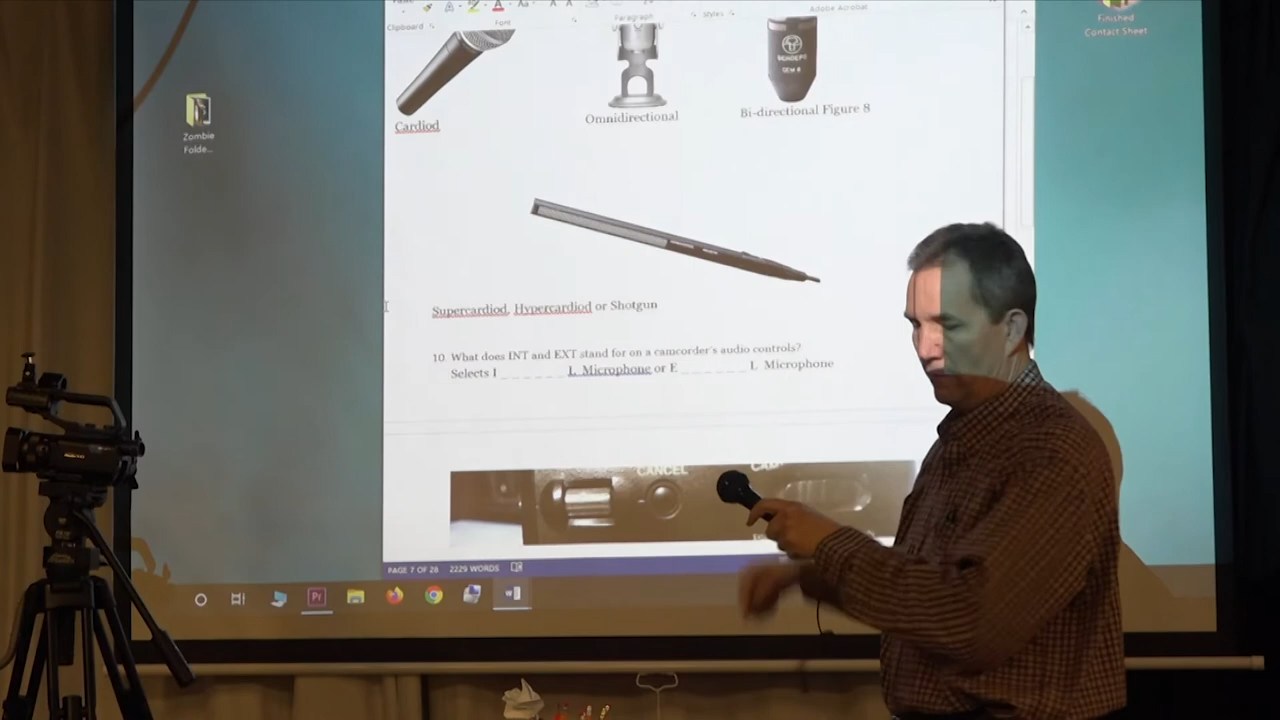 Clipboard
Font
Paragraph
Styles
Adobe Acrobat
Finished
Contact Sheet
Zombie
Folde...
Cardiod
Omnidirectional
Bi-directional Figure 8
Supercardiod, Hypercardiod or Shotgun
10 What does INT and EXT stand for on a camcorder's audio controls?
Selects I _ _ _ _ _ _ _ L Microphone or E _ _ _ _ _ _ _ L Microphone
CANCEL
PAGE 7 OF 28 2229 WORDS
Pr
W